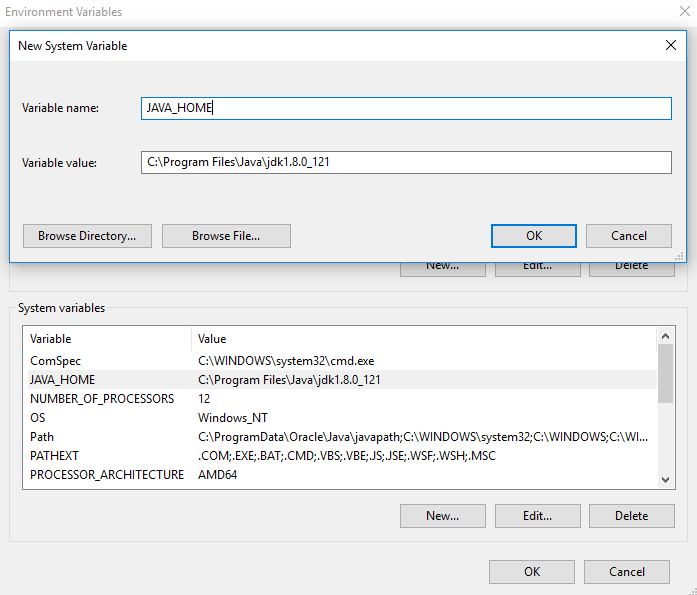 Environment Variables
New System Variable
Variable name:
JAVA_HOME
Variable value:
C:\Program Files\Java\jdk1.8.0_121
Browse Directory... Browse File... OK Cancel
New... Edit... Delete
System variables
Variable Value
ComSpec C:\WINDOWS\system32\cmd.exe
JAVA_HOME C:\Program Files\Java\jdk1.8.0_121
NUMBER_OF_PROCESSORS 12
OS Windows_NT
Path C:\ProgramData\Oracle\Java\javapath;C:\WINDOWS\system32;C:\WINDOWS;C:\WI...
PATHEXT .COM;.EXE;.BAT;.CMD;.VBS;.VBE;.JS;.JSE;.WSF;.WSH;.MSC
PROCESSOR_ARCHITECTURE AMD64
New... Edit... Delete
OK Cancel